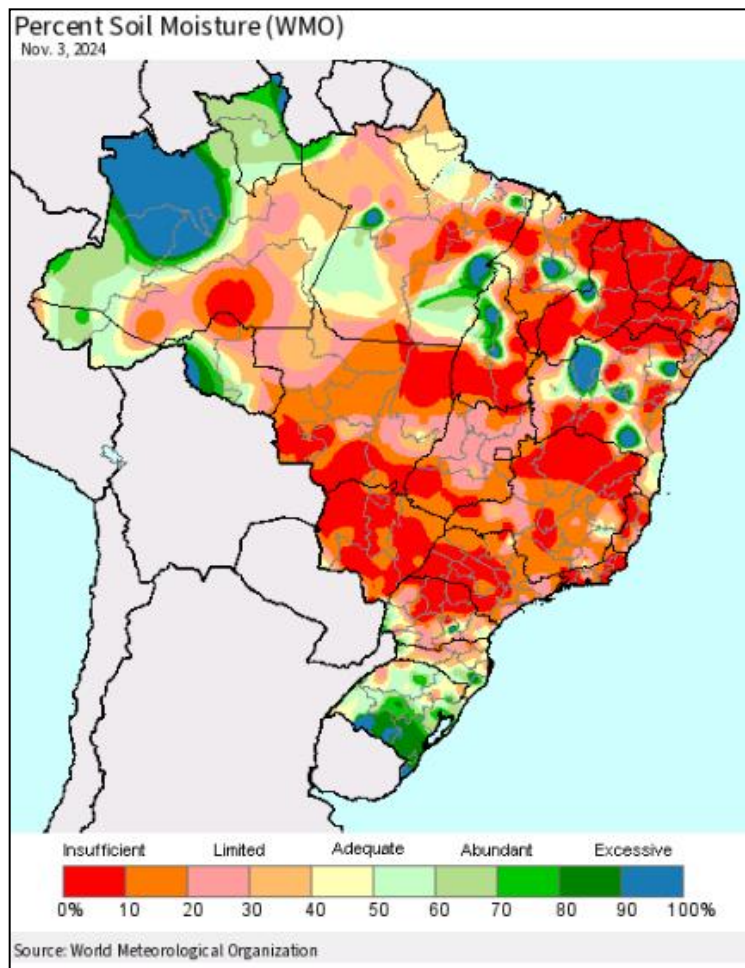 Percent Soil Moisture (WMO)
Nov. 3, 2024
Insufficient Limited Adequate Abundant Excessive
0% 10 20 30 40 50 60 70 80 90 100%
Source: World Meteorological Organization